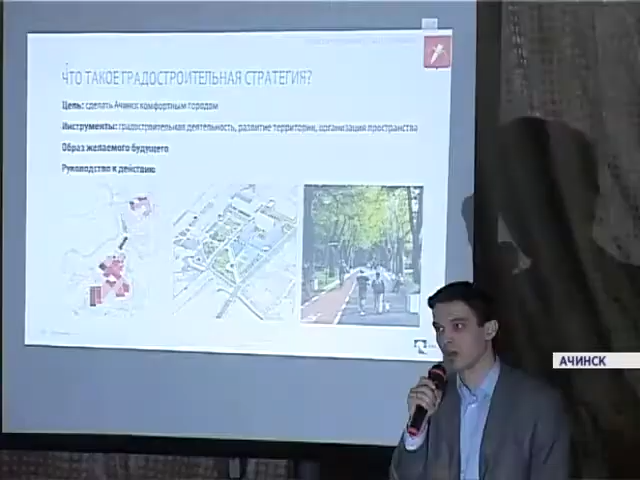 ЧТО ТАКОЕ ГРАДОСТРОИТЕЛЬНАЯ СТРАТЕГИЯ?
Цель: сделать Ачинск комфортным городом
Инструменты: градостроительная деятельность, развитие территории, организация пространства
Образ желаемого будущего
Руководство к действию
АЧИНСК